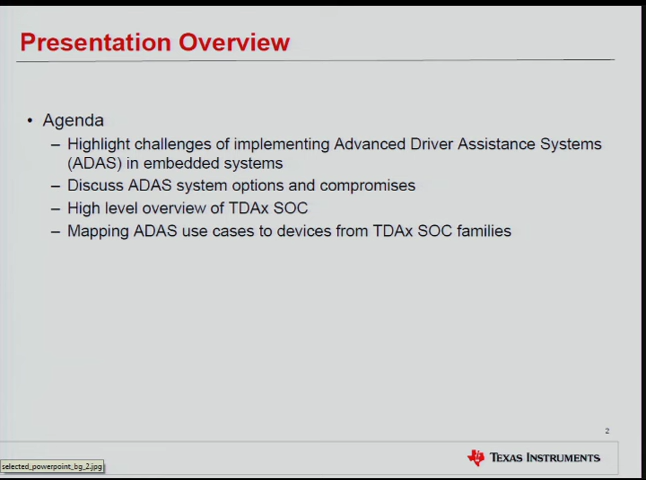 Presentation Overview
• Agenda
– Highlight challenges of implementing Advanced Driver Assistance Systems
(ADAS) in embedded systems
– Discuss ADAS system options and compromises
– High level overview of TDAx SOC
– Mapping ADAS use cases to devices from TDAx SOC families
2
selected_powerpoint_bg_2.jpg
TEXAS INSTRUMENTS